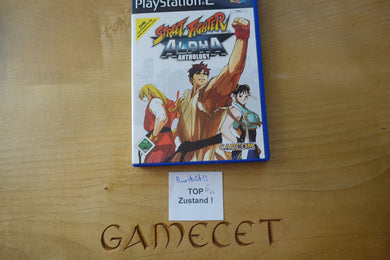 PlayStation 2
STREET FIGHTER
ALPHA
ANTHOLOGY
CAPCOM
TOP
Zustand !
GAMECET